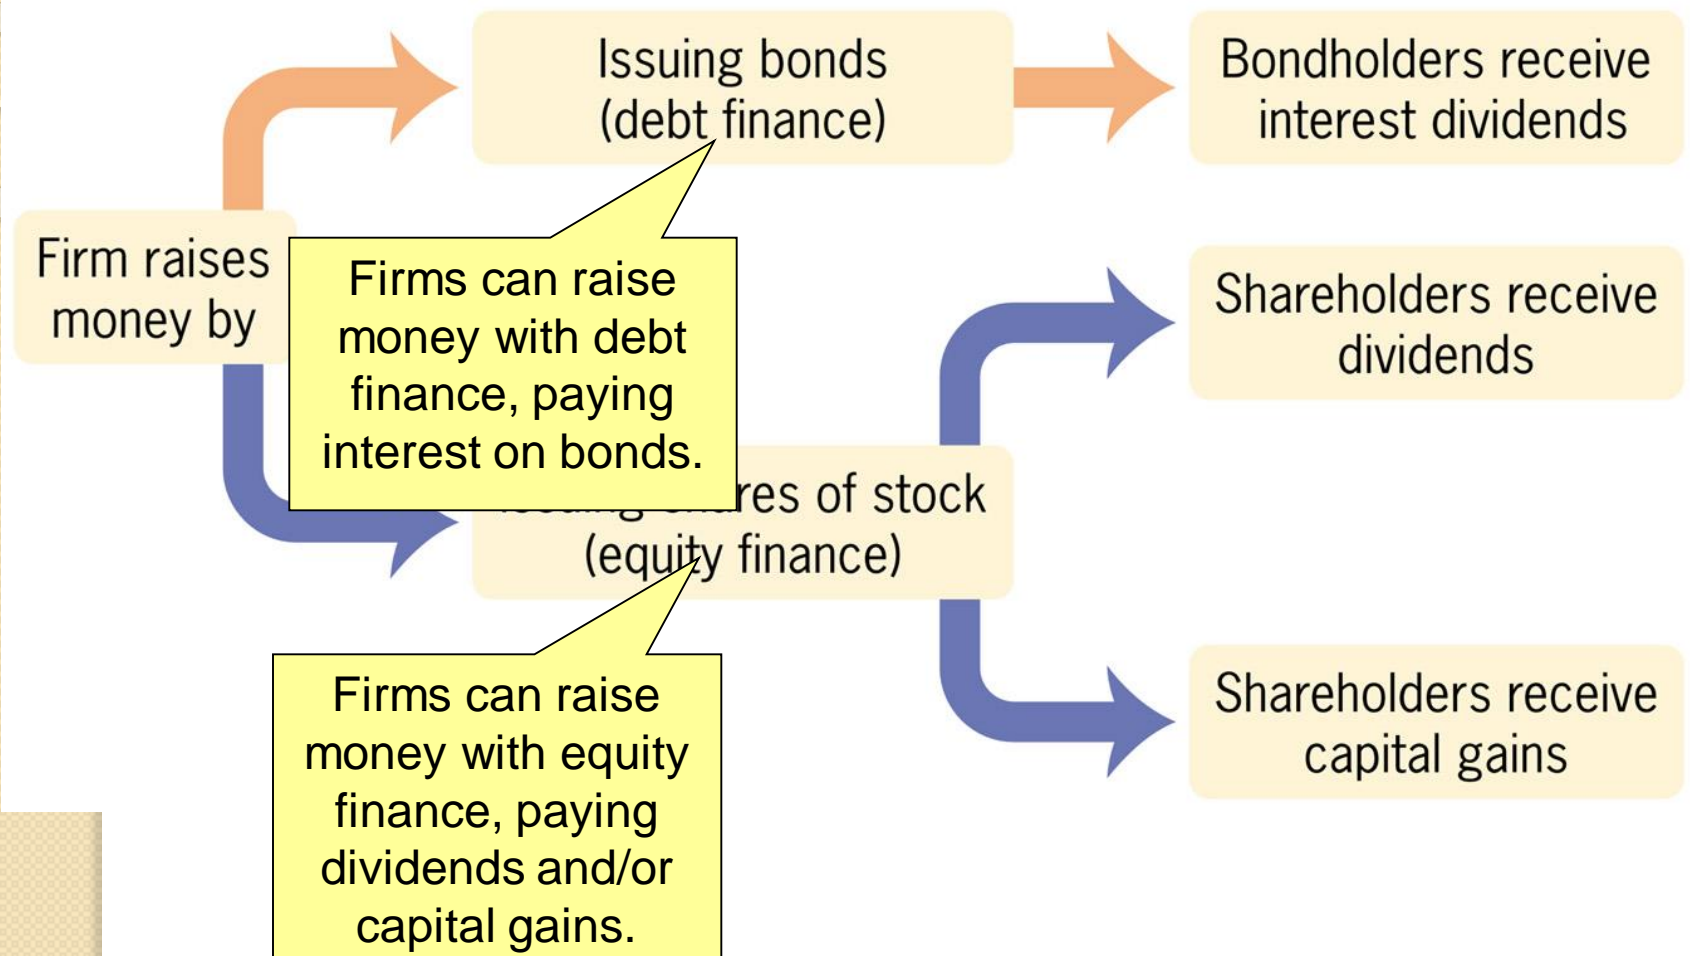 Issuing bonds
(debt finance)
Bondholders receive
interest dividends
Firm raises
money by
Firms can raise
money with debt
finance, paying
interest on bonds.
Shareholders receive
dividends
of stock
(equity finance)
Firms can raise
money with equity
finance, paying
dividends and/or
capital gains.
Shareholders receive
capital gains